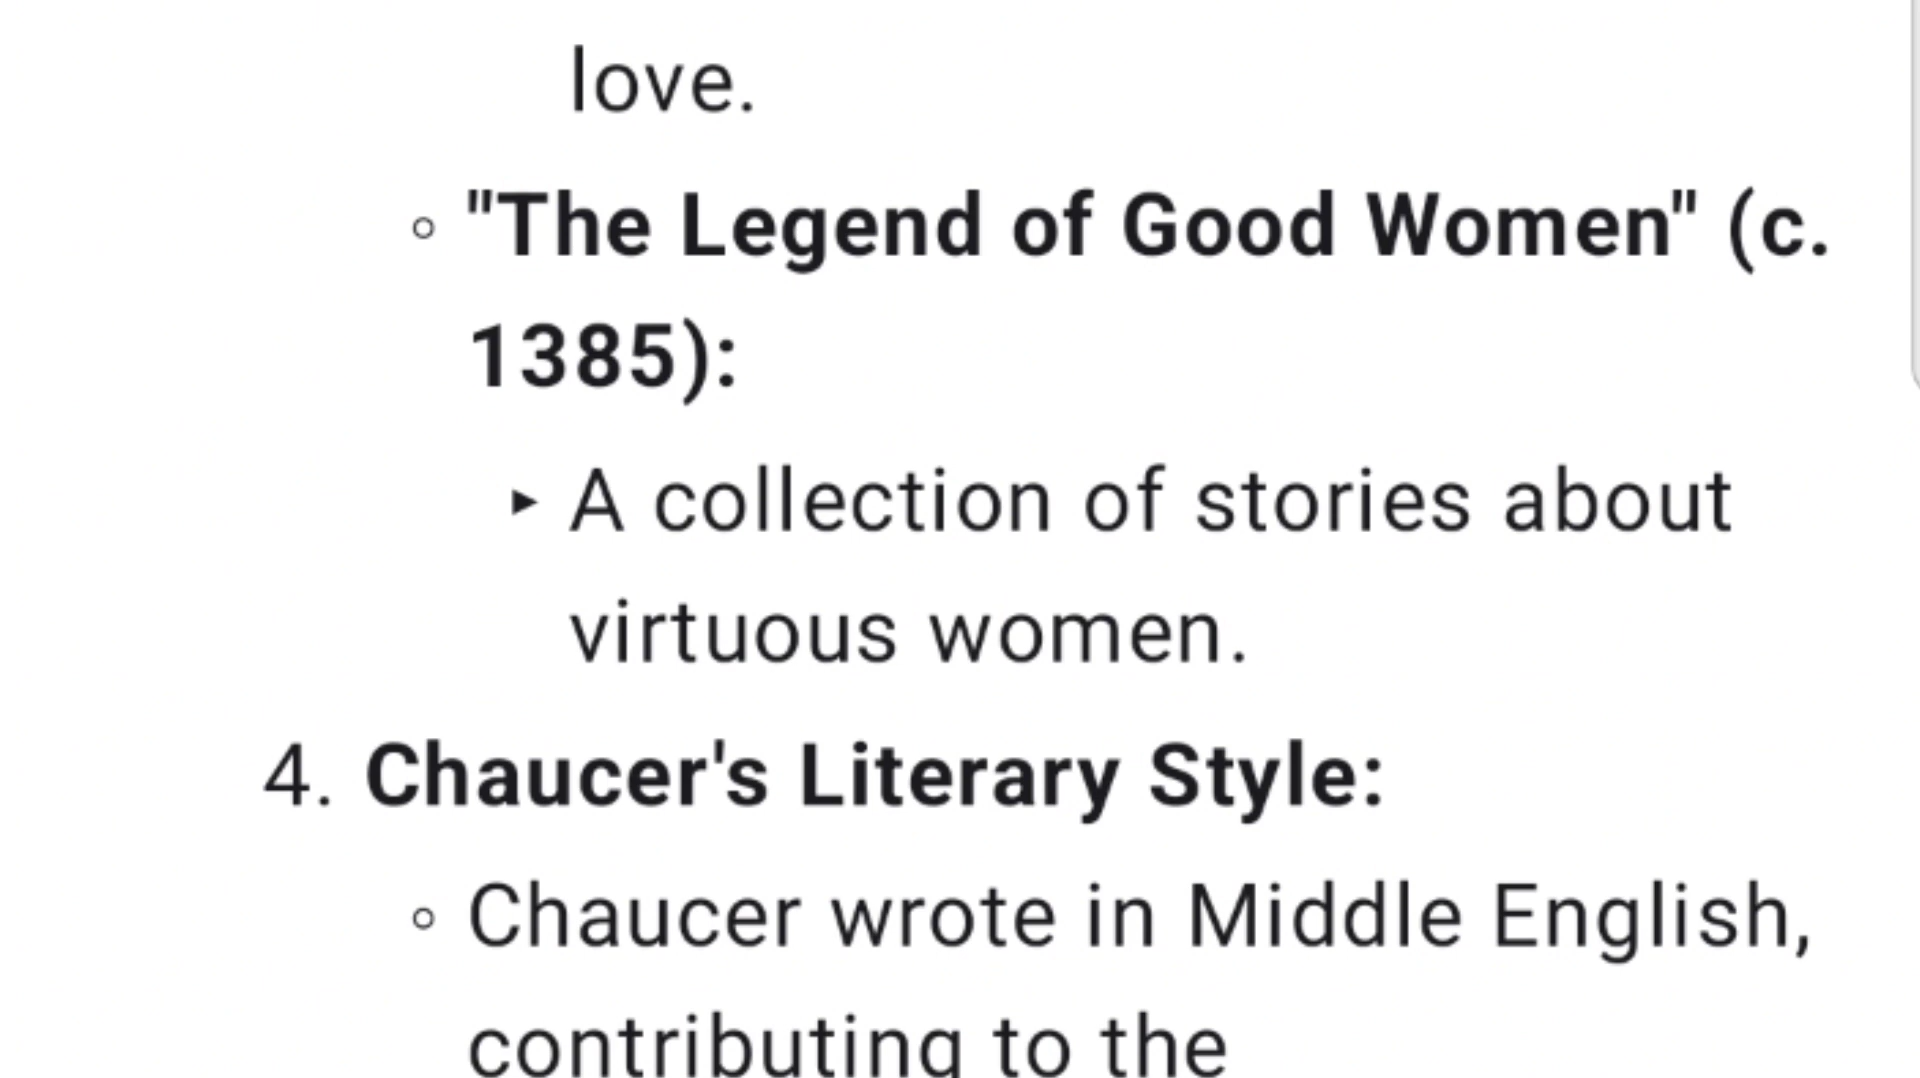 love.
◦ "The Legend of Good Women" (c.
1385):
▸ A collection of stories about
virtuous women.
4. Chaucer's Literary Style:
◦ Chaucer wrote in Middle English,
contributing to the